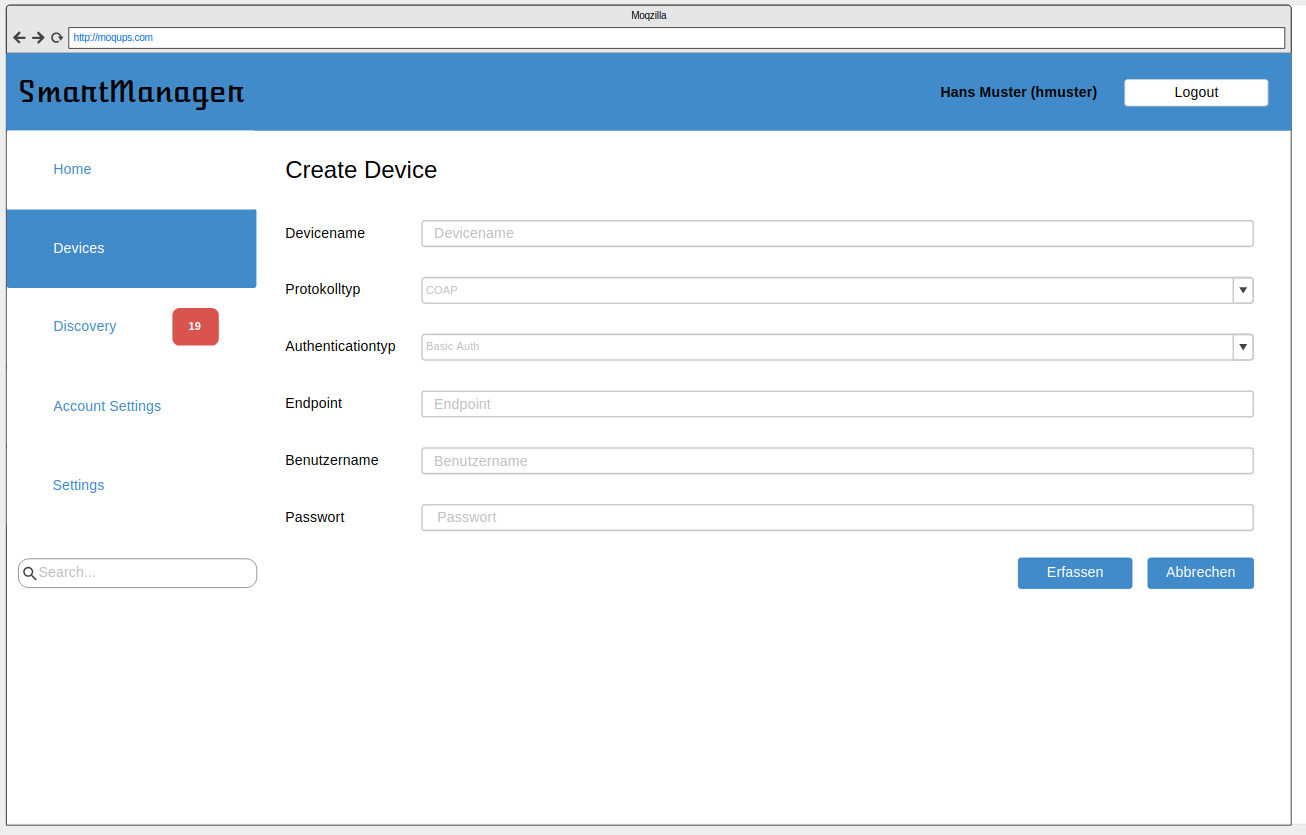 Moqzilla
http://moqups.com
SmartManager
Hans Muster (hmuster)
Logout
Home
Devices
Discovery
19
Account Settings
Settings
Search...
Create Device
Devicename
Devicename
Protokolltyp
COAP
Authenticationtyp
Basic Auth
Endpoint
Endpoint
Benutzername
Benutzername
Passwort
Passwort
Erfassen
Abbrechen